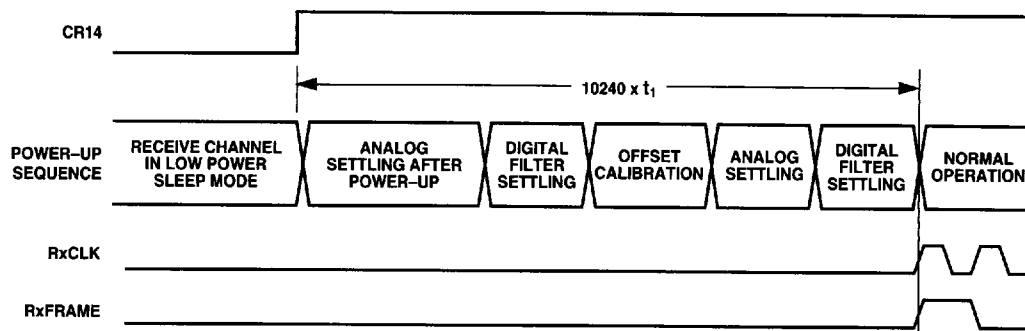 CR14
10240 x t1
POWER–UP
SEQUENCE
RECEIVE CHANNEL
IN LOW POWER
SLEEP MODE
ANALOG
SETTLING AFTER
POWER–UP
DIGITAL
FILTER
SETTLING
OFFSET
CALIBRATION
ANALOG
SETTLING
DIGITAL
FILTER
SETTLING
NORMAL
OPERATION
RxCLK
RxFRAME